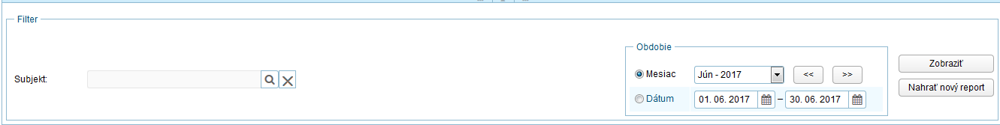 Filter
Obdobie
Subjekt:
Mesiac Jún - 2017 << >>
Dátum 01. 06. 2017 – 30. 06. 2017
Zobraziť
Nahrať nový report